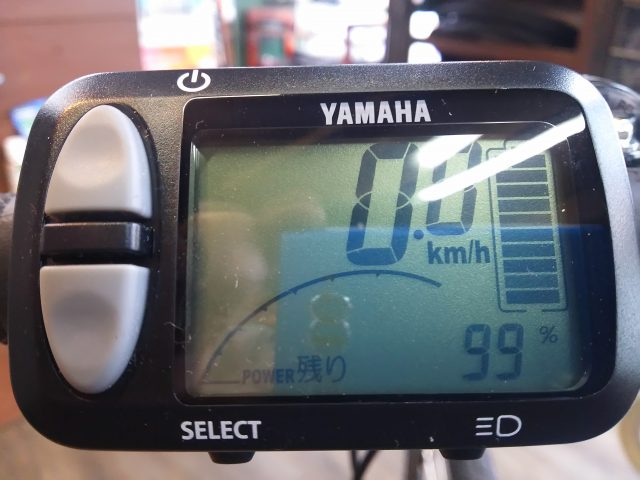 YAMAHA
0.0
km/h
POWER 残り 99 %
SELECT